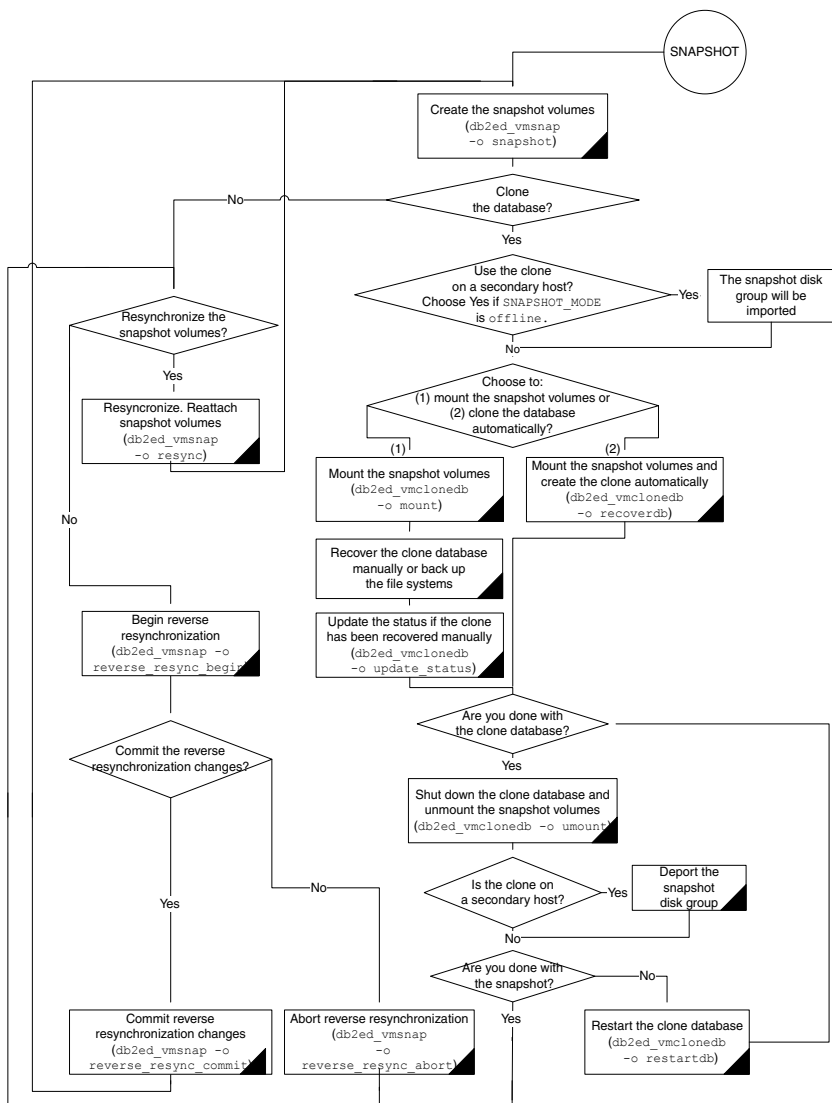 SNAPSHOT
Create the snapshot volumes
(db2ed_vmsnap
-o snapshot)
No
Clone
the database?
Yes
Use the clone
on a secondary host?
Choose Yes if SNAPSHOT_MODE
is offline.
Yes
The snapshot disk
group will be
imported
No
Resynchronize the
snapshot volumes?
Yes
Resyncronize. Reattach
snapshot volumes
(db2ed_vmsnap
-o resync)
No
Choose to:
(1) mount the snapshot volumes or
(2) clone the database
automatically?
(1)
(2)
Mount the snapshot volumes
(db2ed_vmclonedb
-o mount)
Mount the snapshot volumes and
create the clone automatically
(db2ed_vmclonedb
-o recoverdb)
Recover the clone database
manually or back up
the file systems
Update the status if the clone
has been recovered manually
(db2ed_vmclonedb
-o update_status)
Begin reverse
resynchronization
(db2ed_vmsnap -o
reverse_resync_begin)
Are you done with
the clone database?
Yes
Commit the reverse
resynchronization changes?
Shut down the clone database and
unmount the snapshot volumes
(db2ed_vmclonedb -o umount)
Is the clone on
a secondary host?
Yes
Deport the
snapshot
disk group
No
Yes
No
Are you done with
the snapshot?
No
Yes
Commit reverse
resynchronization changes
(db2ed_vmsnap -o
reverse_resync_commit)
Abort reverse resynchronization
(db2ed_vmsnap
-o
reverse_resync_abort)
Restart the clone database
(db2ed_vmclonedb
-o restartdb)